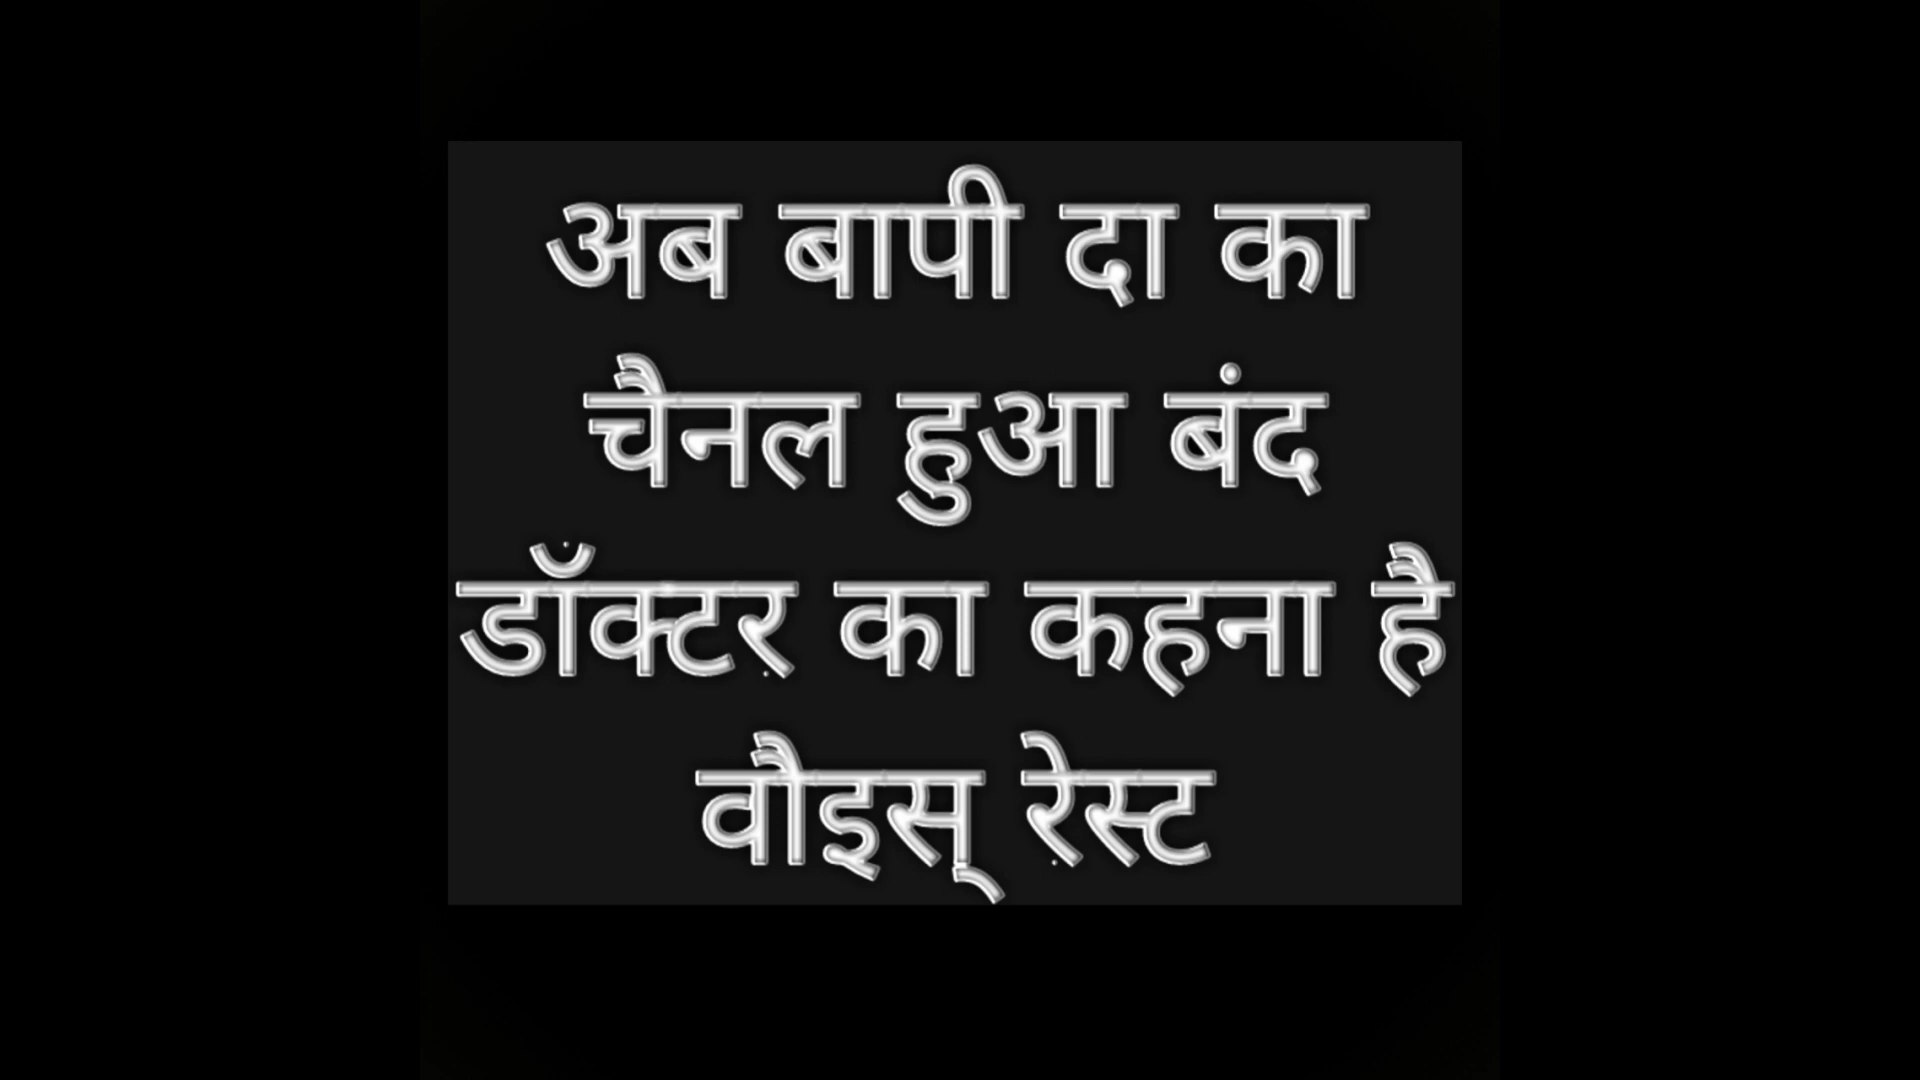 अब बापी दा का
चैनल हुआ बंद
डॉक्टर का कहना है
वौइस् रेस्ट